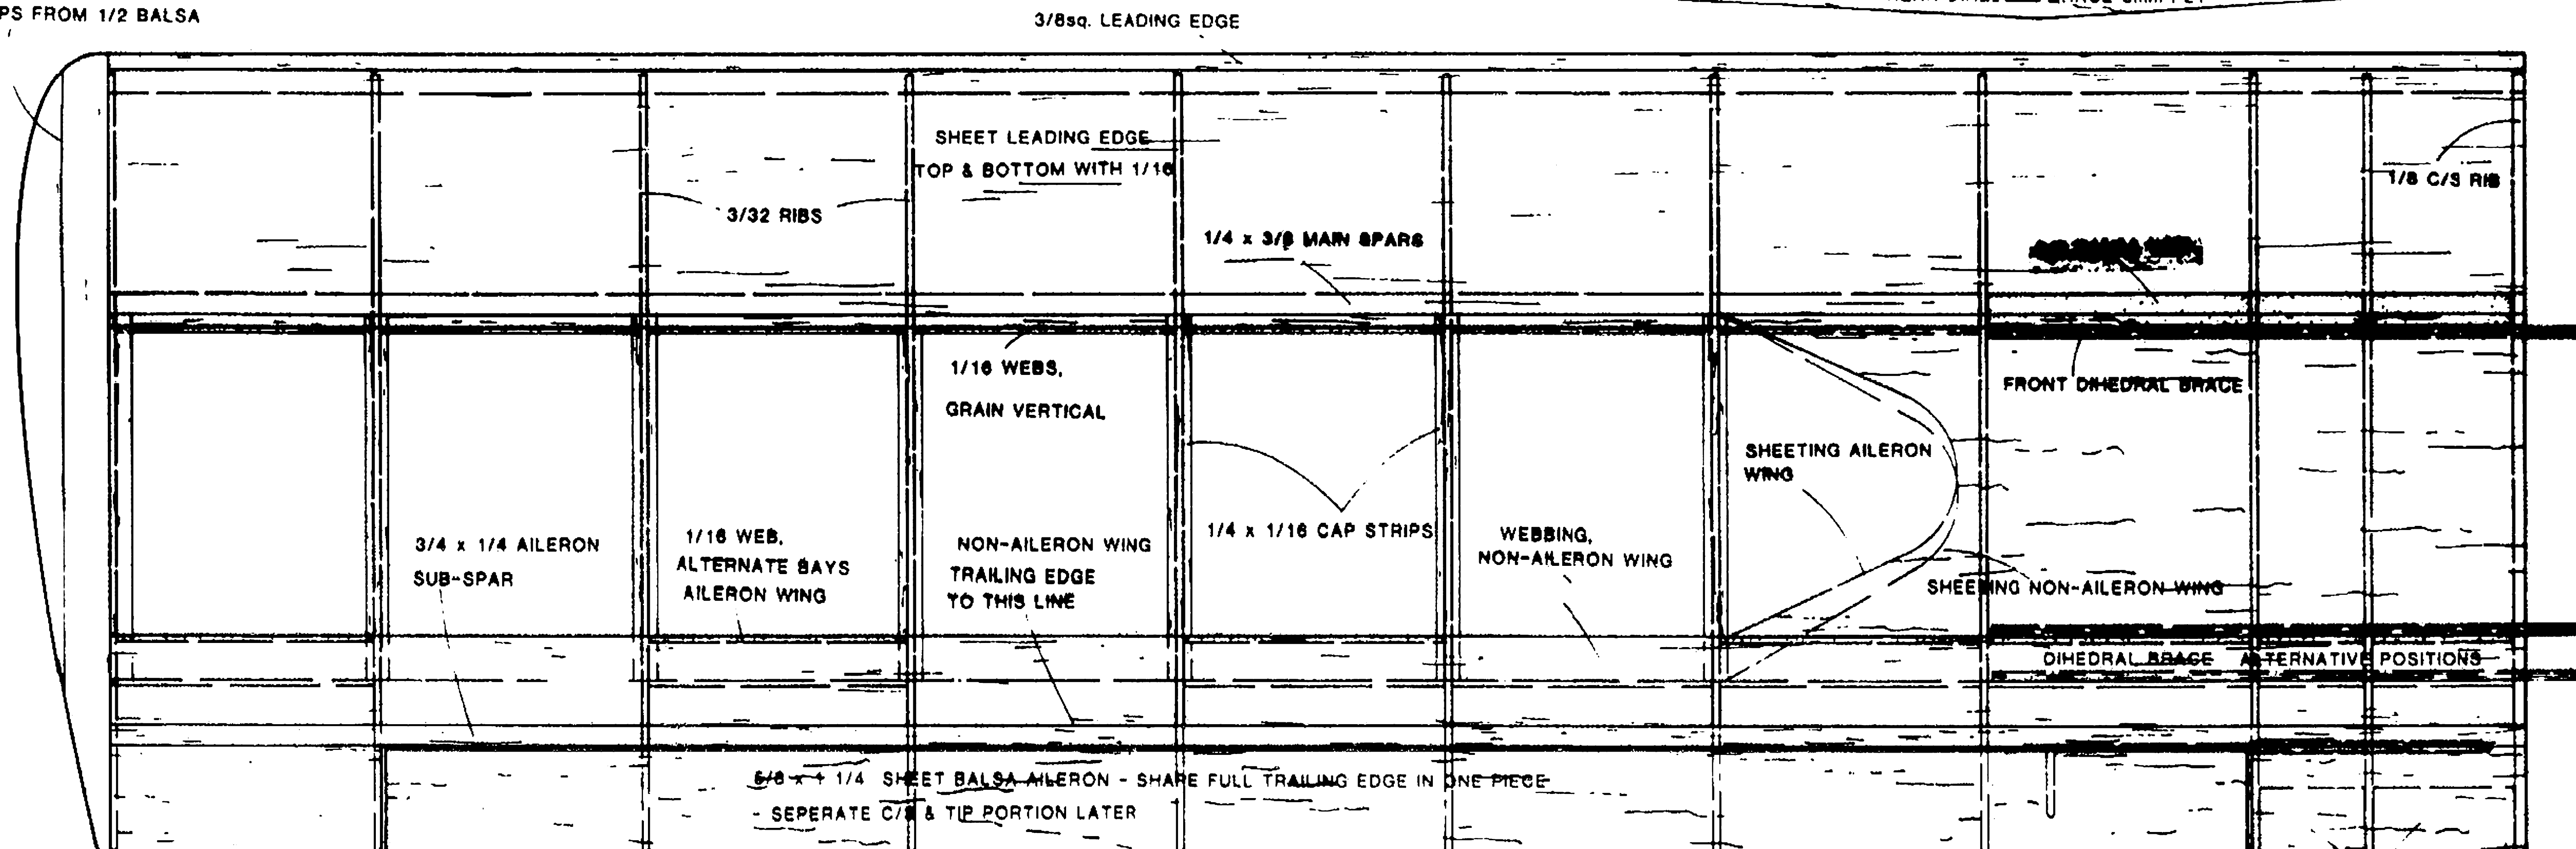 PS FROM 1/2 BALSA
3/8sq. LEADING EDGE
SHEET LEADING EDGE
TOP & BOTTOM WITH 1/16
1/8 C/S RIB
3/32 RIBS
1/4 x 3/8 MAIN SPARS
1/16 WEBS,
GRAIN VERTICAL
FRONT DIHEDRAL BRACE
SHEETING AILERON
WING
3/4 x 1/4 AILERON
SUB-SPAR
1/16 WEB,
ALTERNATE BAYS
AILERON WING
NON-AILERON WING
TRAILING EDGE
TO THIS LINE
1/4 x 1/16 CAP STRIPS
WEBBING,
NON-AILERON WING
SHEETING NON-AILERON WING
DIHEDRAL BRACE ALTERNATIVE POSITIONS
5/8 x 1 1/4 SHEET BALSA AILERON - SHAPE FULL TRAILING EDGE IN ONE PIECE
- SEPERATE C/S & TIP PORTION LATER